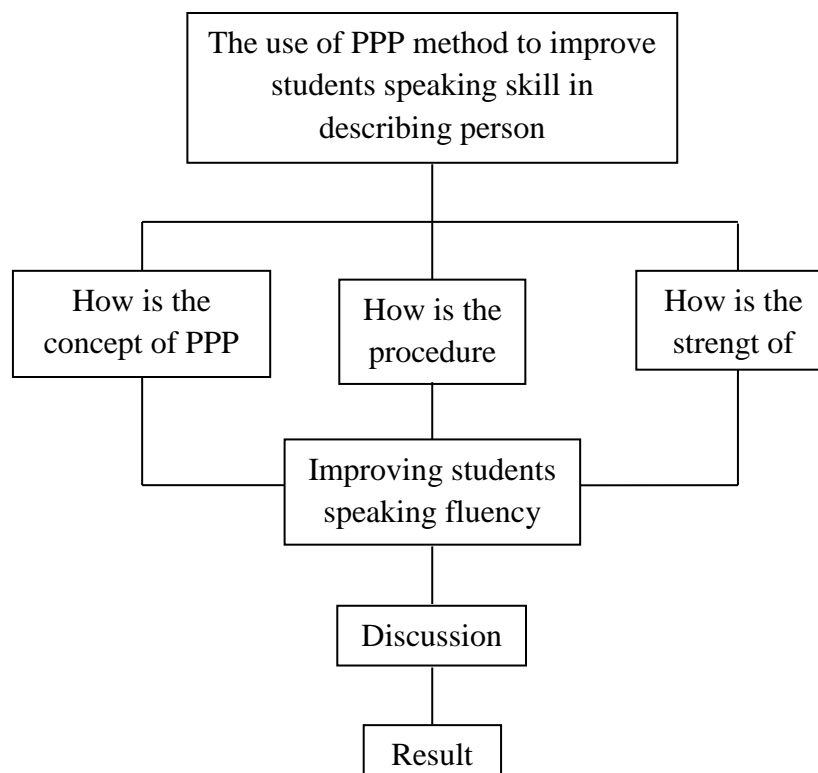 The use of PPP method to improve
students speaking skill in
describing person
How is the
concept of PPP
How is the
procedure
How is the
strengt of
Improving students
speaking fluency
Discussion
Result